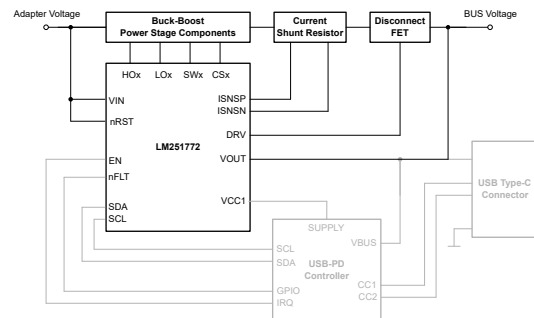 Adapter Voltage
Buck-Boost
Power Stage Components
Current
Shunt Resistor
Disconnect
FET
BUS Voltage
HOx LOx SWx CSx
VIN
nRST
ISNSP
ISNSN
DRV
LM251772
EN
VOUT
nFLT
SDA
SCL
VCC1
USB Type-C
Connector
SUPPLY
VBUS
SCL
SDA
USB-PD
Controller
GPIO
IRQ
CC1
CC2